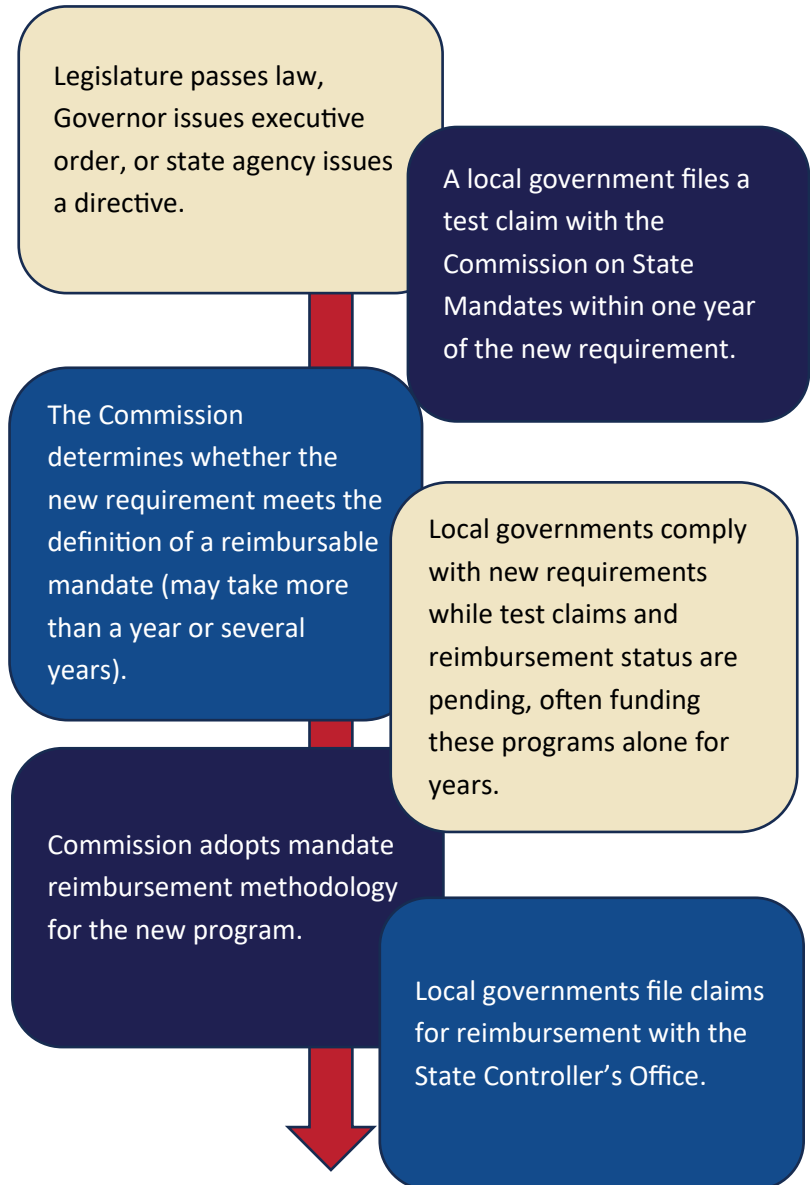 Legislature passes law,
Governor issues executive
order, or state agency issues
a directive.
A local government files a
test claim with the
Commission on State
Mandates within one year
of the new requirement.
The Commission
determines whether the
new requirement meets the
definition of a reimbursable
mandate (may take more
than a year or several
years).
Local governments comply
with new requirements
while test claims and
reimbursement status are
pending, often funding
these programs alone for
years.
Commission adopts mandate
reimbursement methodology
for the new program.
Local governments file claims
for reimbursement with the
State Controller’s Office.